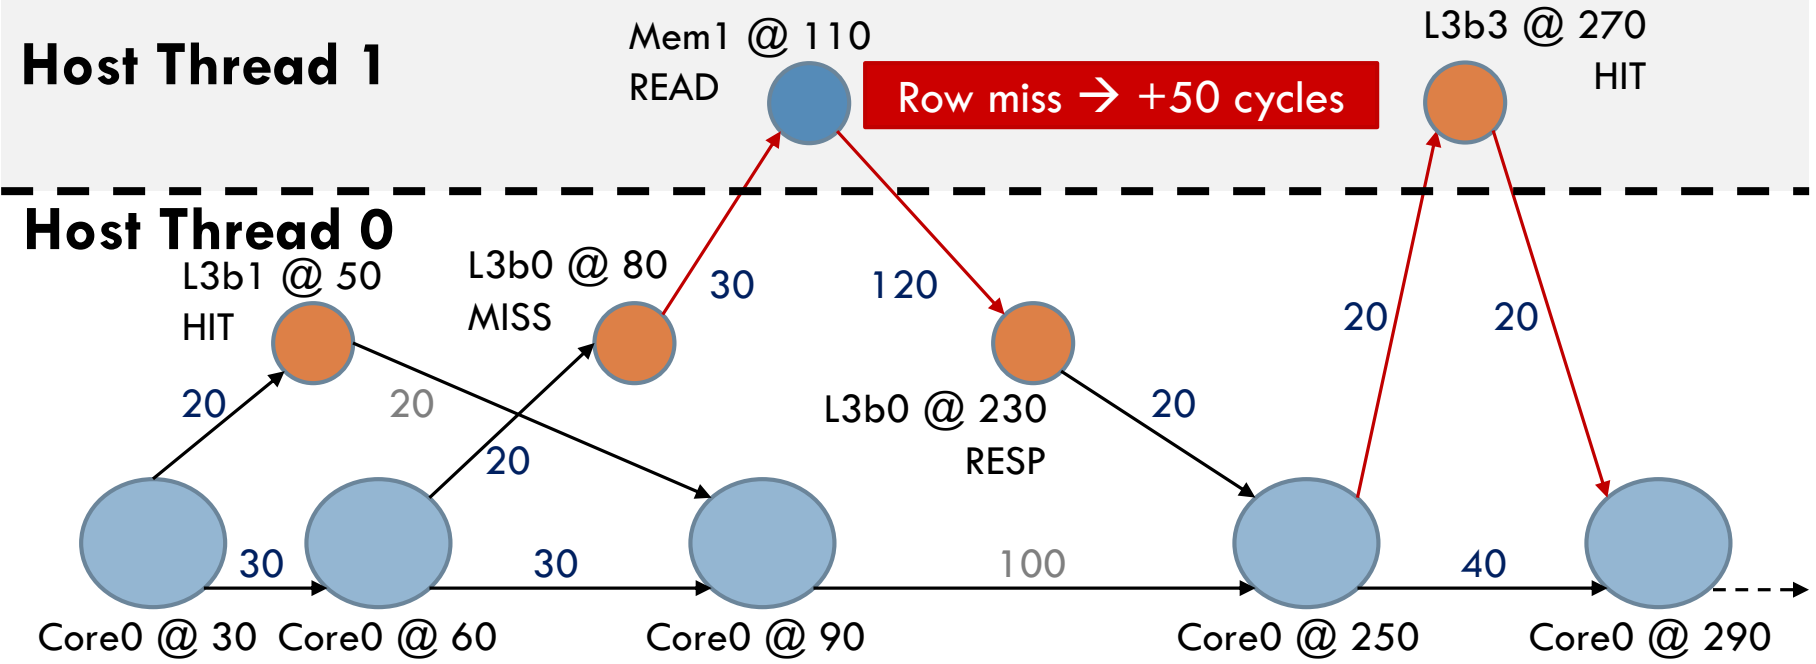 Host Thread 1
Mem1 @ 110
READ
Row miss → +50 cycles
L3b3 @ 270
HIT
Host Thread 0
L3b1 @ 50
HIT
L3b0 @ 80
MISS
30
120
20
20
20
20
20
L3b0 @ 230
RESP
20
30
30
100
40
Core0 @ 30
Core0 @ 60
Core0 @ 90
Core0 @ 250
Core0 @ 290